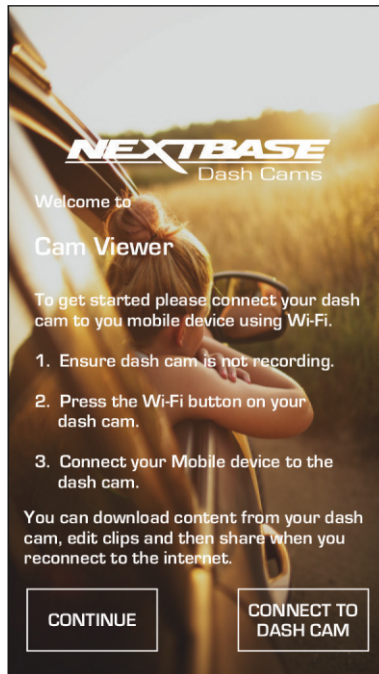 NEXTBASE
Dash Cams
Welcome to
Cam Viewer
To get started please connect your dash
cam to you mobile device using Wi-Fi.
1. Ensure dash cam is not recording.
2. Press the Wi-Fi button on your
dash cam.
3. Connect your Mobile device to the
dash cam.
You can download content from your dash
cam, edit clips and then share when you
reconnect to the internet.
CONTINUE
CONNECT TO
DASH CAM